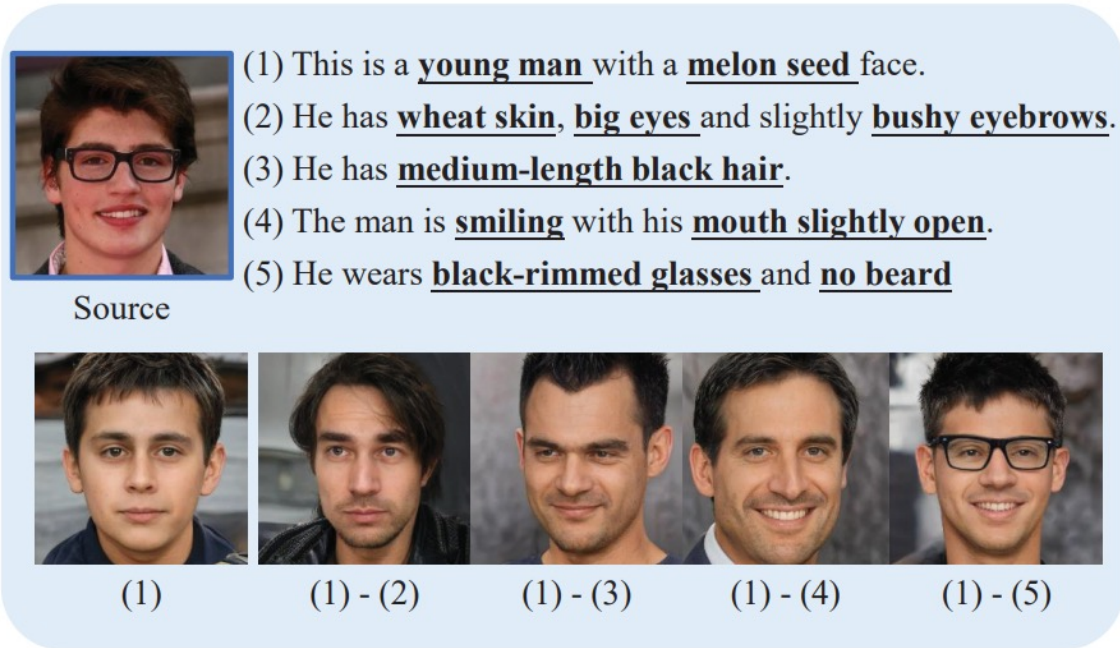 (1) This is a young man with a melon seed face.
(2) He has wheat skin, big eyes and slightly bushy eyebrows.
(3) He has medium-length black hair.
(4) The man is smiling with his mouth slightly open.
(5) He wears black-rimmed glasses and no beard
Source
(1)
(1) - (2)
(1) - (3)
(1) - (4)
(1) - (5)